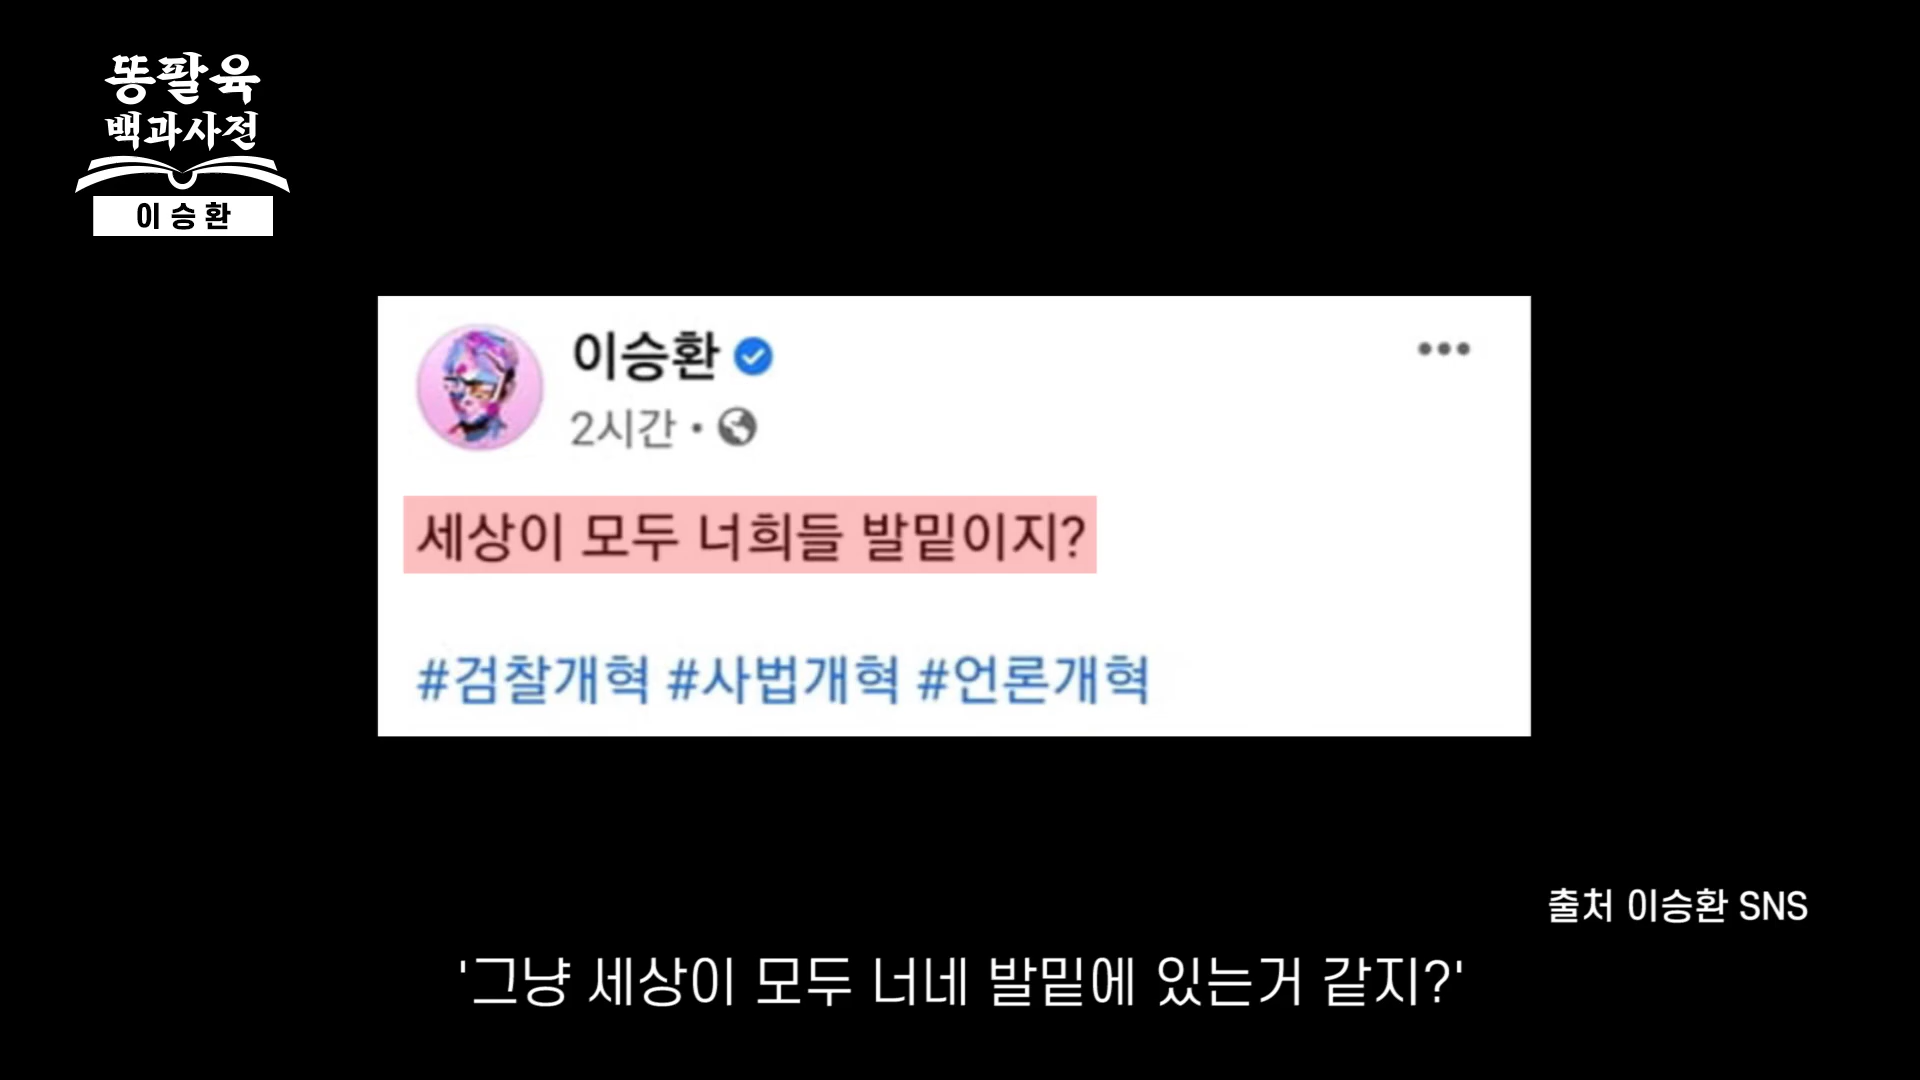 똥팔육
백과사전
이승환
이승환
2시간 •
세상이 모두 너희들 발밑이지?
#검찰개혁 #사법개혁 #언론개혁
출처 이승환 SNS
'그냥 세상이 모두 너네 발밑에 있는거 같지?'